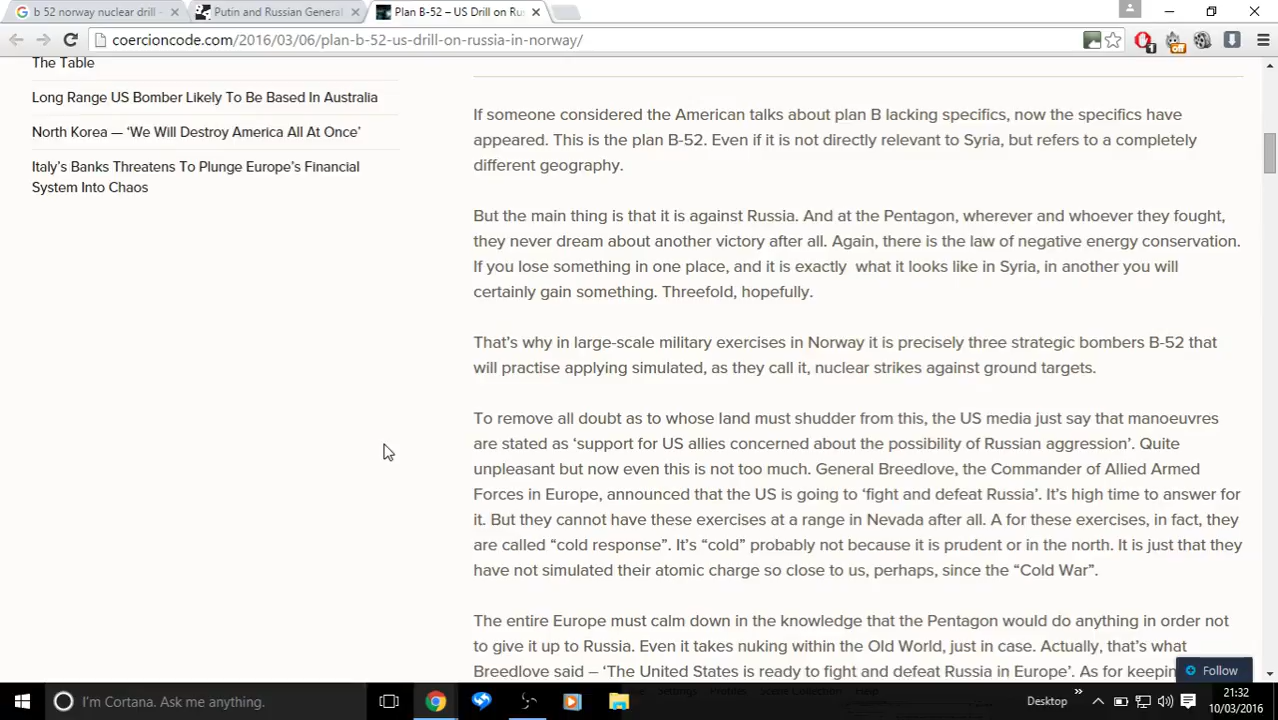 b 52 norway nuclear drill -
Putin and Russian General
Plan B-52 – US Drill on Rus
coercioncode.com/2016/03/06/plan-b-52-us-drill-on-russia-in-norway/
1
off
The Table
Long Range US Bomber Likely To Be Based In Australia
North Korea — ‘We Will Destroy America All At Once’
Italy’s Banks Threatens To Plunge Europe’s Financial
System Into Chaos
If someone considered the American talks about plan B lacking specifics, now the specifics have
appeared. This is the plan B-52. Even if it is not directly relevant to Syria, but refers to a completely
different geography.
But the main thing is that it is against Russia. And at the Pentagon, wherever and whoever they fought,
they never dream about another victory after all. Again, there is the law of negative energy conservation.
If you lose something in one place, and it is exactly what it looks like in Syria, in another you will
certainly gain something. Threefold, hopefully.
That’s why in large-scale military exercises in Norway it is precisely three strategic bombers B-52 that
will practise applying simulated, as they call it, nuclear strikes against ground targets.
To remove all doubt as to whose land must shudder from this, the US media just say that manoeuvres
are stated as ‘support for US allies concerned about the possibility of Russian aggression’. Quite
unpleasant but now even this is not too much. General Breedlove, the Commander of Allied Armed
Forces in Europe, announced that the US is going to ‘fight and defeat Russia’. It’s high time to answer for
it. But they cannot have these exercises at a range in Nevada after all. A for these exercises, in fact, they
are called “cold response”. It’s “cold” probably not because it is prudent or in the north. It is just that they
have not simulated their atomic charge so close to us, perhaps, since the “Cold War”.
The entire Europe must calm down in the knowledge that the Pentagon would do anything in order not
to give it up to Russia. Even it takes nuking within the Old World, just in case. Actually, that’s what
Breedlove said – ‘The United States is ready to fight and defeat Russia in Europe’. As for keepin
Follow
Settings Profiles Scene Collection Help
I'm Cortana. Ask me anything.
Desktop
21:32
10/03/2016